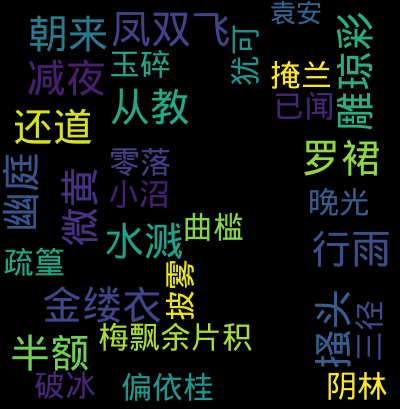 袁安
朝来
凤双飞
犹可
雕琼彩
玉碎
减夜
掩兰
已闻
从教
还道
罗裙
零落
幽庭
微黄
小沼
晚光
曲槛
水溅
行雨
疏篁
披雾
金缕衣
搔头
三径
梅飘余片积
半额
破冰
偏依桂
阴林